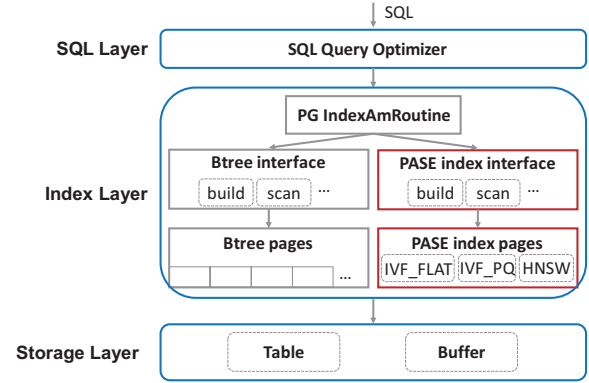 SQL
SQL Layer
SQL Query Optimizer
PG IndexAmRoutine
Index Layer
Btree interface
build scan ...
PASE index interface
build scan ...
Btree pages
...
PASE index pages
IVF_FLAT IVF_PQ HNSW
Storage Layer
Table
Buffer